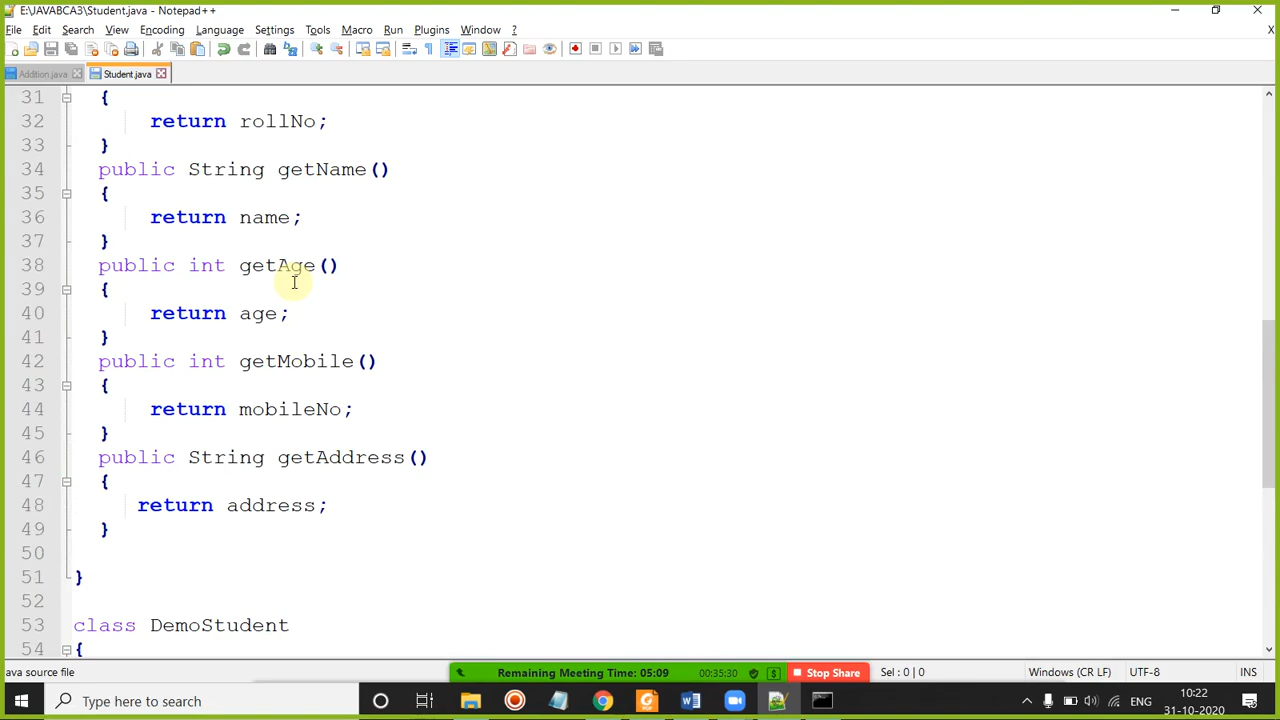 E:\JAVABCA3\Student.java - Notepad++
File Edit Search View Encoding Language Settings Tools Macro Run Plugins Window ?
X
Addition.java Student.java
31 {
32 return rollNo;
33 }
34 public String getName()
35 {
36 return name;
37 }
38 public int getAge()
39 {
40 return age;
41 }
42 public int getMobile()
43 {
44 return mobileNo;
45 }
46 public String getAddress()
47 {
48 return address;
49 }
50
51 }
52
53 class DemoStudent
54 {
ava source file Remaining Meeting Time: 05:09 00:35:30 Stop Share Sel : 0 | 0 Windows (CR LF) UTF-8 INS
Type here to search ENG 10:22
31-10-2020